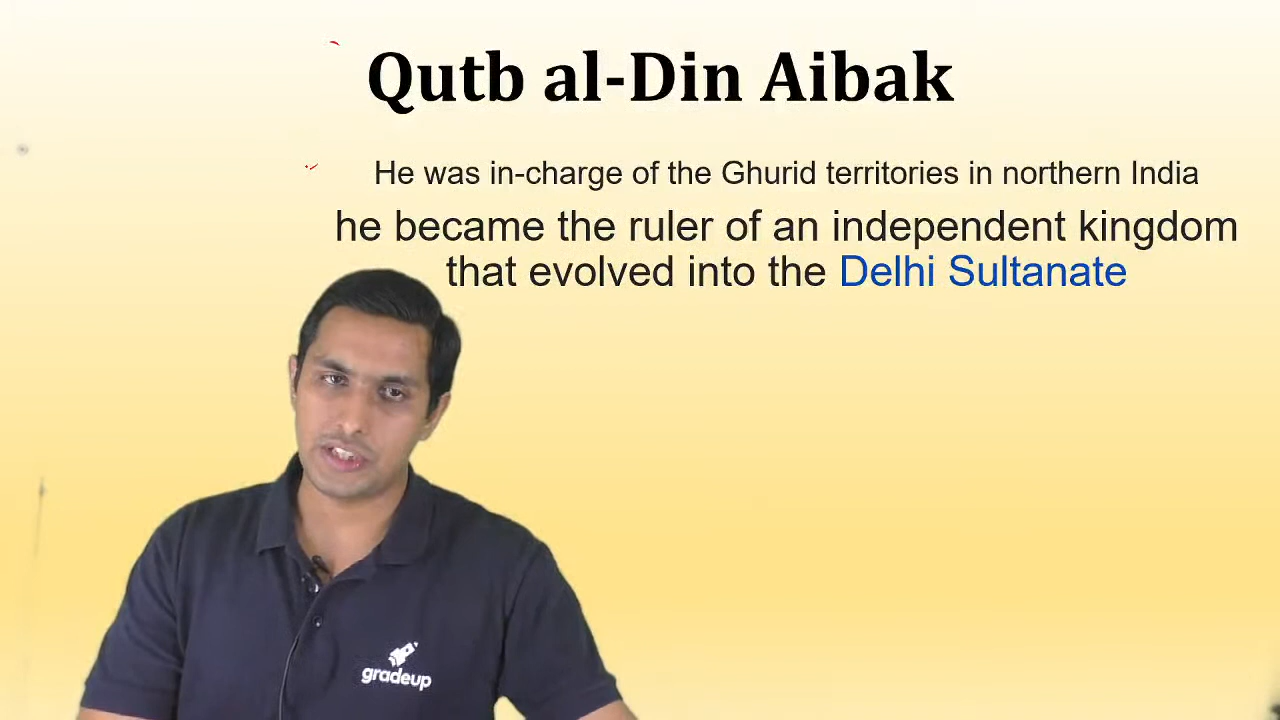 Qutb al-Din Aibak
He was in-charge of the Ghurid territories in northern India
he became the ruler of an independent kingdom
that evolved into the Delhi Sultanate
gradeup